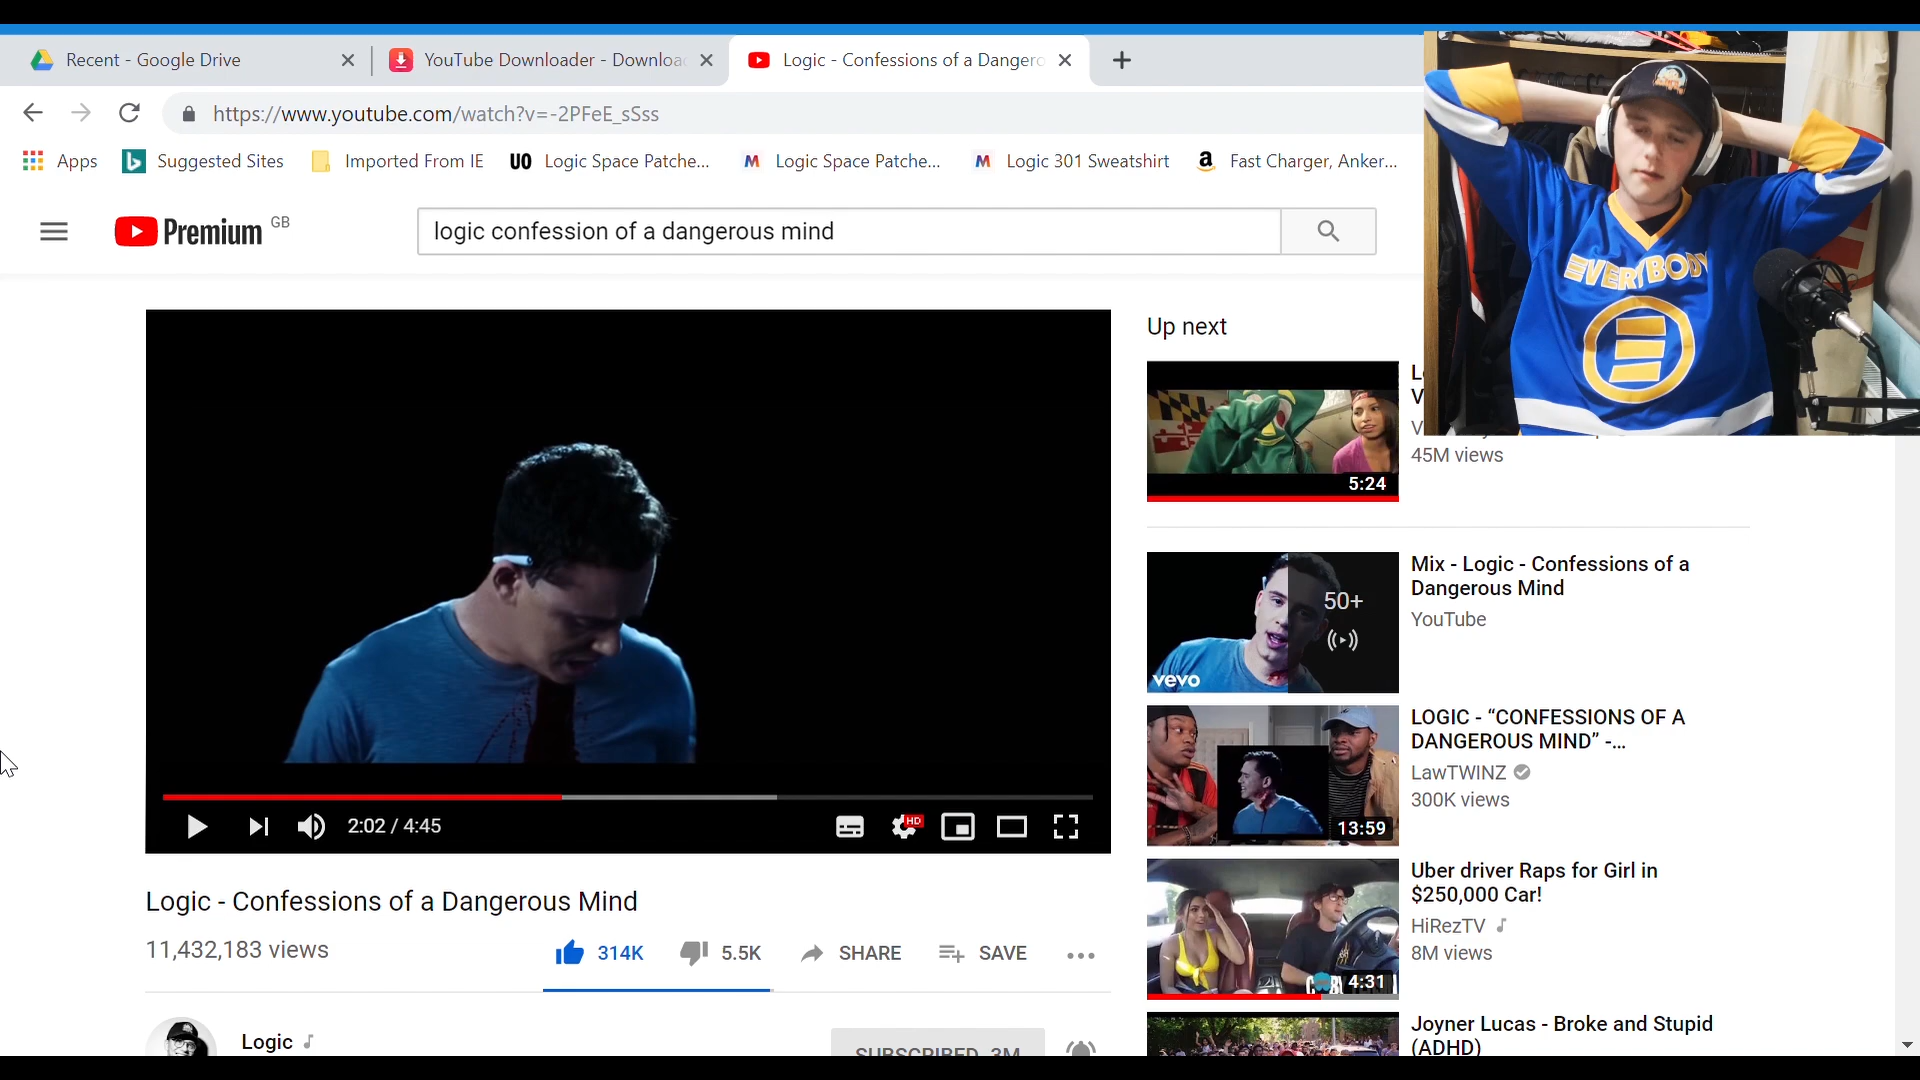 Recent - Google Drive
YouTube Downloader - Downloa
Logic - Confessions of a Dangero
https://www.youtube.com/watch?v=-2PFeE_sSss
Apps
Suggested Sites
Imported From IE
UO Logic Space Patche...
M Logic Space Patche...
M Logic 301 Sweatshirt
a Fast Charger, Anker...
Premium GB
logic confession of a dangerous mind
EVERYBODY
Up next
5:24
45M views
50+
vevo
Mix - Logic - Confessions of a
Dangerous Mind
YouTube
13:59
LOGIC - “CONFESSIONS OF A
DANGEROUS MIND” -...
LawTWINZ
300K views
4:31
Uber driver Raps for Girl in
$250,000 Car!
HiRezTV
8M views
Joyner Lucas - Broke and Stupid
(ADHD)
2:02 / 4:45
HD
Logic - Confessions of a Dangerous Mind
11,432,183 views
314K
5.5K
SHARE
SAVE
Logic
SUBSCRIBED 3M